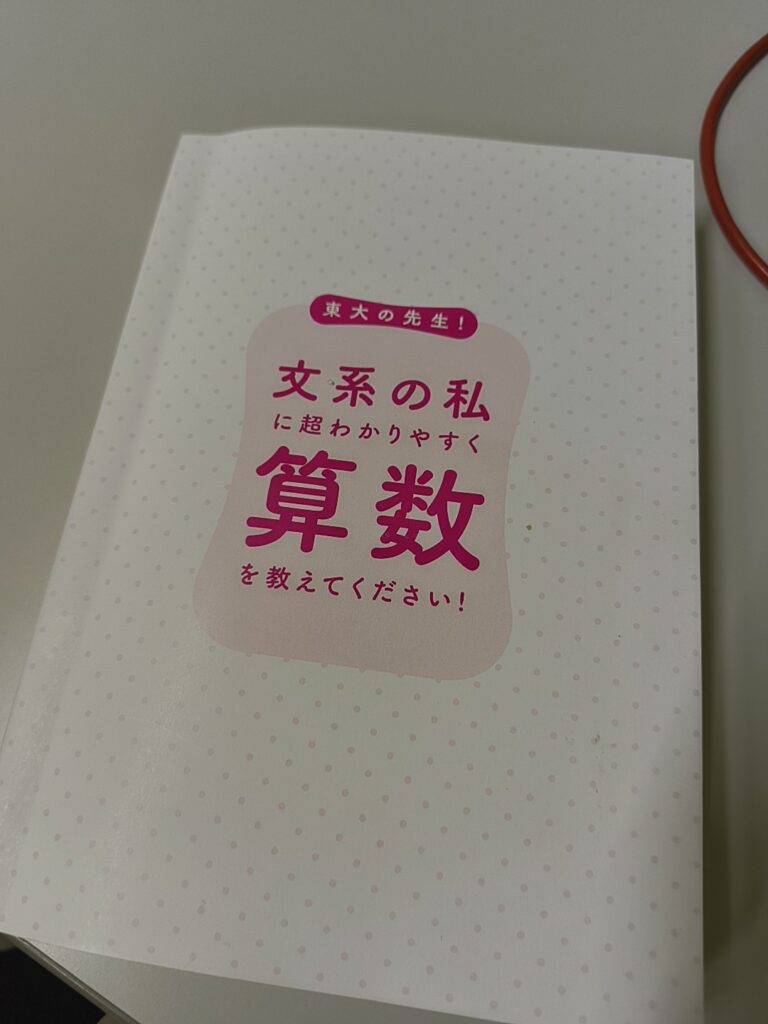 東大の先生!
文系の私
に超わかりやすく
算数
を教えてください!